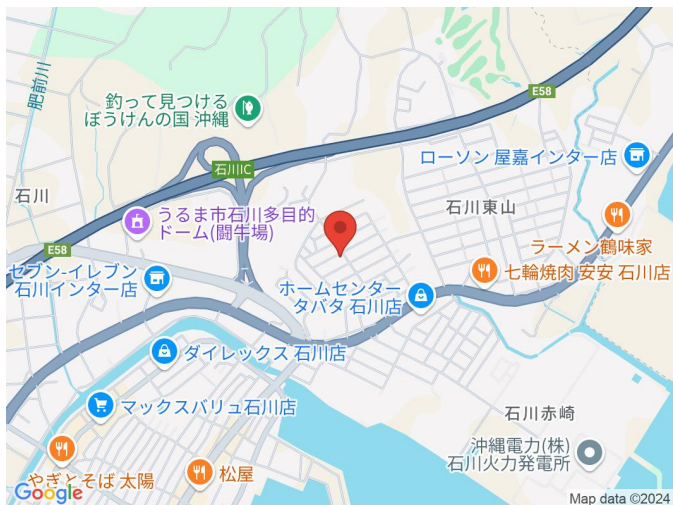 E58
肥前川
釣って見つける
ぼうけんの国 沖縄
石川IC
ローソン 屋嘉インター店
石川
うるま市石川多目的
ドーム(闘牛場)
石川東山
E58
ラーメン鶴味家
セブン-イレブン
石川インター店
七輪焼肉 安安 石川店
ホームセンター
タバタ 石川店
ダイレックス 石川店
マックスバリュ石川店
石川赤崎
沖縄電力(株)
石川火力発電所
やぎとそば 太陽
松屋
Google
Map data ©2024